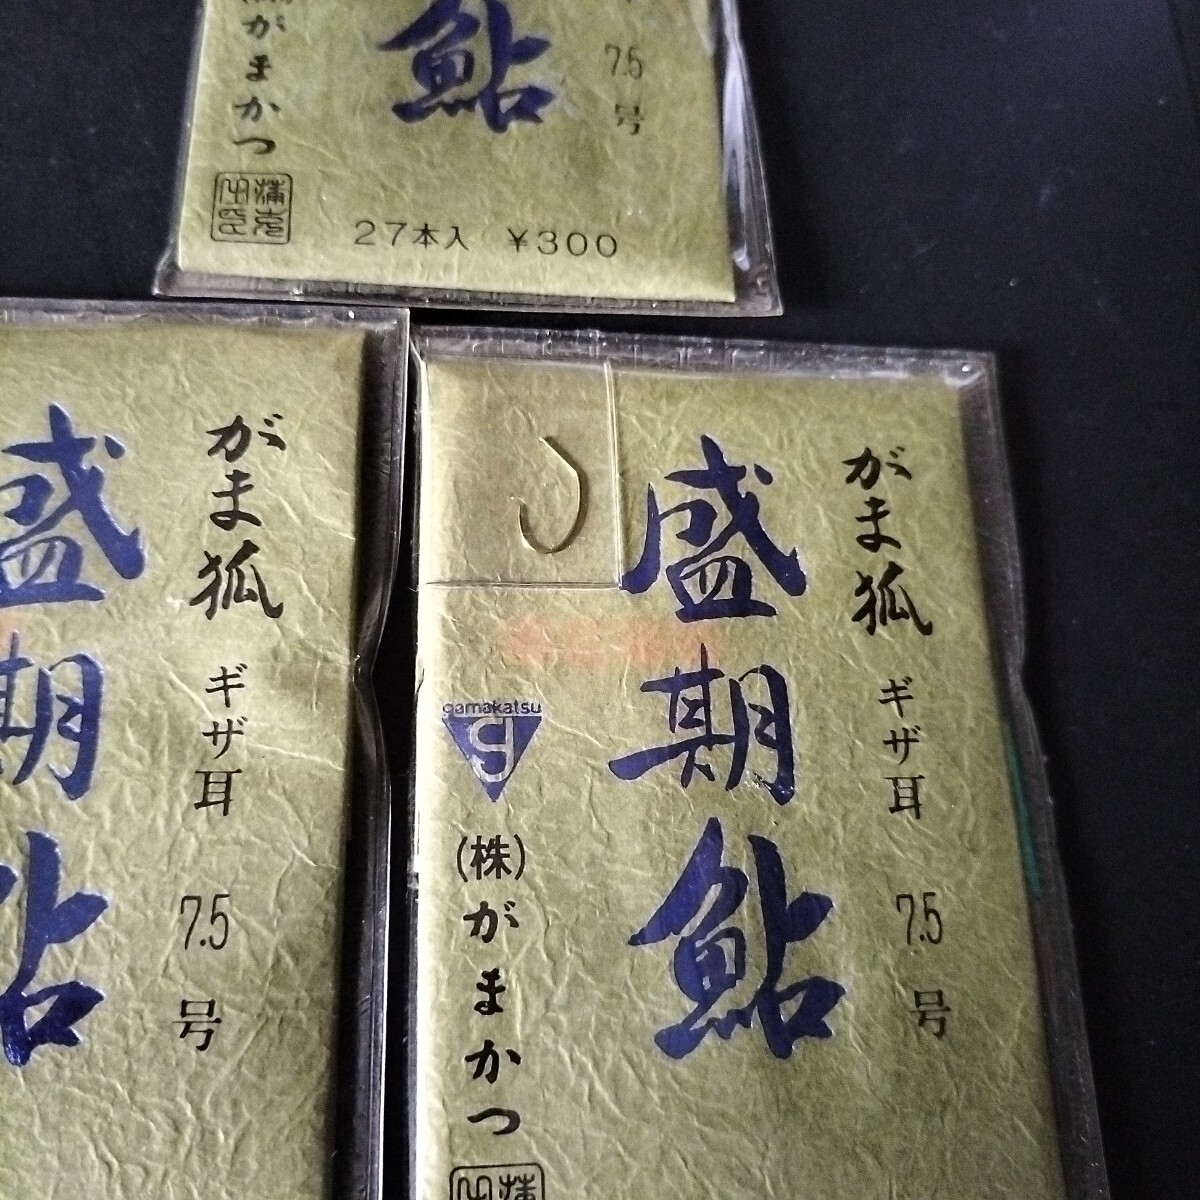 鮎
7.5号
がまかつ
27本入 ¥300
がま狐
ギザ耳
7.5号
盛期鮎
がま狐
ギザ耳
7.5号
盛期鮎
gamakatsu
g
(株)がまかつ